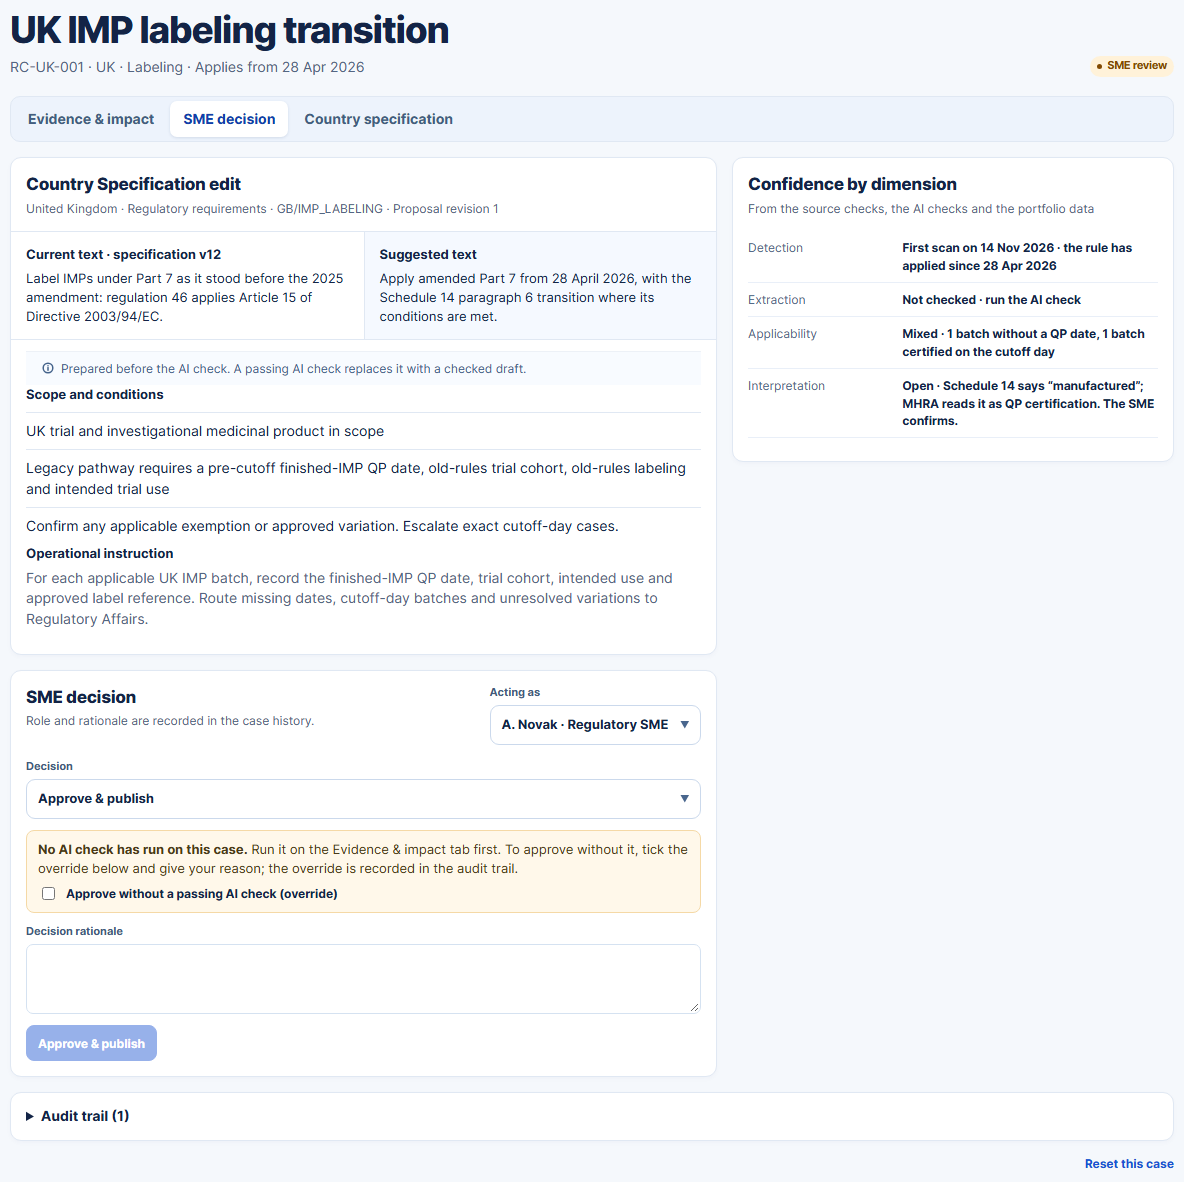 UK IMP labeling transition
RC-UK-001 · UK · Labeling · Applies from 28 Apr 2026
SME review
Evidence & impact
SME decision
Country specification
Country Specification edit
United Kingdom · Regulatory requirements · GB/IMP_LABELING · Proposal revision 1
Current text · specification v12
Label IMPs under Part 7 as it stood before the 2025
amendment: regulation 46 applies Article 15 of
Directive 2003/94/EC.
Suggested text
Apply amended Part 7 from 28 April 2026, with the
Schedule 14 paragraph 6 transition where its
conditions are met.
Prepared before the AI check. A passing AI check replaces it with a checked draft.
Scope and conditions
UK trial and investigational medicinal product in scope
Legacy pathway requires a pre-cutoff finished-IMP QP date, old-rules trial cohort, old-rules labeling
and intended trial use
Confirm any applicable exemption or approved variation. Escalate exact cutoff-day cases.
Operational instruction
For each applicable UK IMP batch, record the finished-IMP QP date, trial cohort, intended use and
approved label reference. Route missing dates, cutoff-day batches and unresolved variations to
Regulatory Affairs.
Confidence by dimension
From the source checks, the AI checks and the portfolio data
Detection
First scan on 14 Nov 2026 · the rule has
applied since 28 Apr 2026
Extraction
Not checked · run the AI check
Applicability
Mixed · 1 batch without a QP date, 1 batch
certified on the cutoff day
Interpretation
Open · Schedule 14 says “manufactured”;
MHRA reads it as QP certification. The SME
confirms.
SME decision
Role and rationale are recorded in the case history.
Acting as
A. Novak · Regulatory SME
Decision
Approve & publish
No AI check has run on this case. Run it on the Evidence & impact tab first. To approve without it, tick the
override below and give your reason; the override is recorded in the audit trail.
Approve without a passing AI check (override)
Decision rationale
Approve & publish
Audit trail (1)
Reset this case